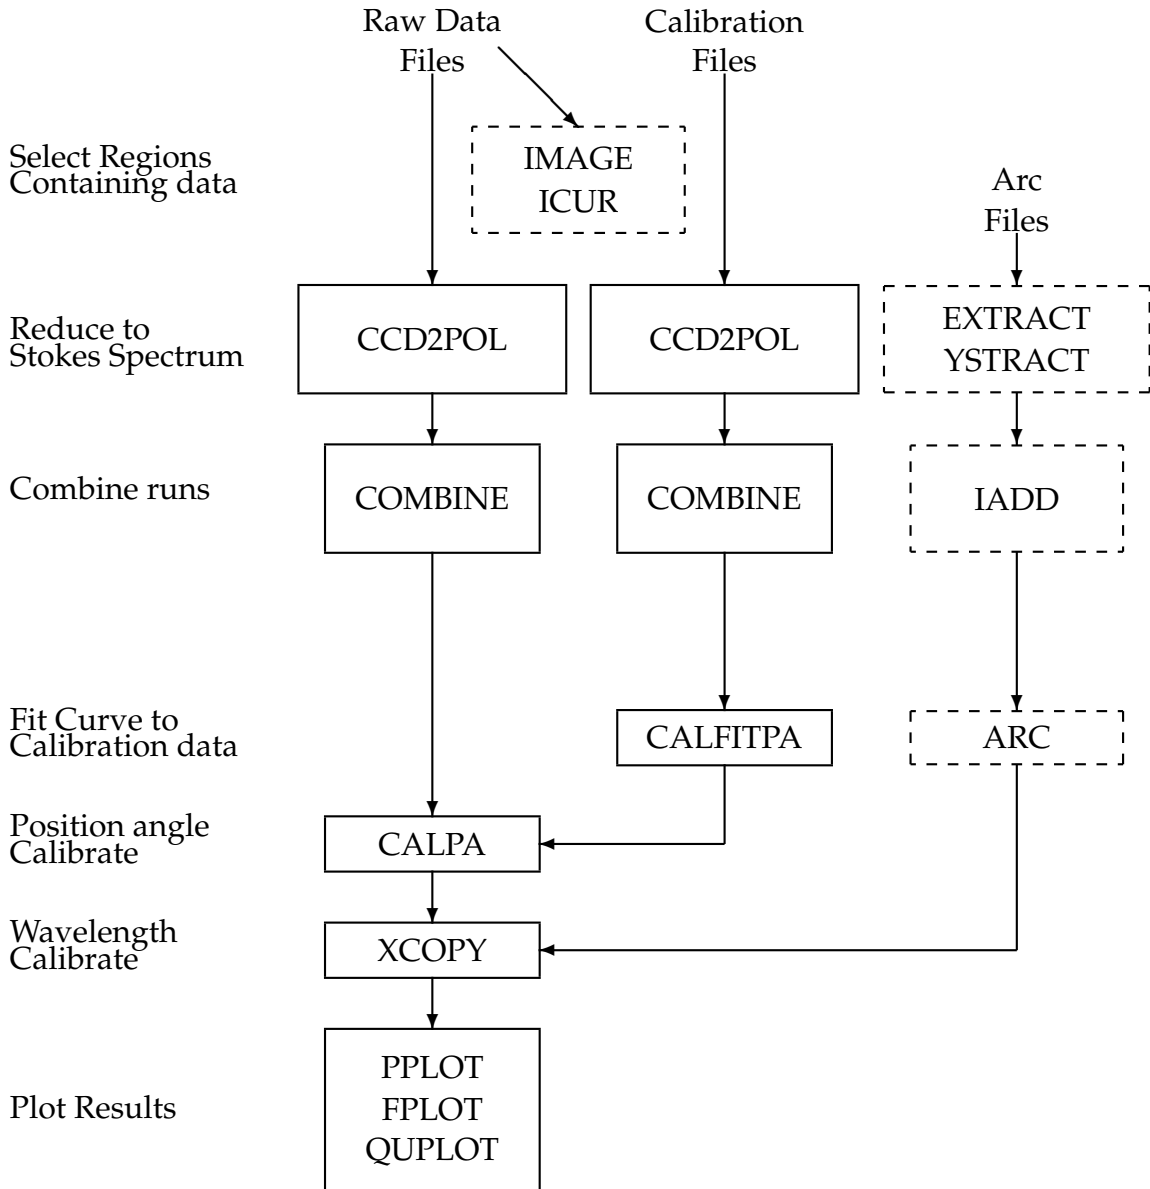 Raw Data
Files
Calibration
Files
Select Regions
Containing data
IMAGE
ICUR
Arc
Files
Reduce to
Stokes Spectrum
CCD2POL
CCD2POL
EXTRACT
YSTRACT
Combine runs
COMBINE
COMBINE
IADD
Fit Curve to
Calibration data
CALFITPA
ARC
Position angle
Calibrate
CALPA
Wavelength
Calibrate
XCOPY
Plot Results
PPLOT
FPLOT
QUPLOT